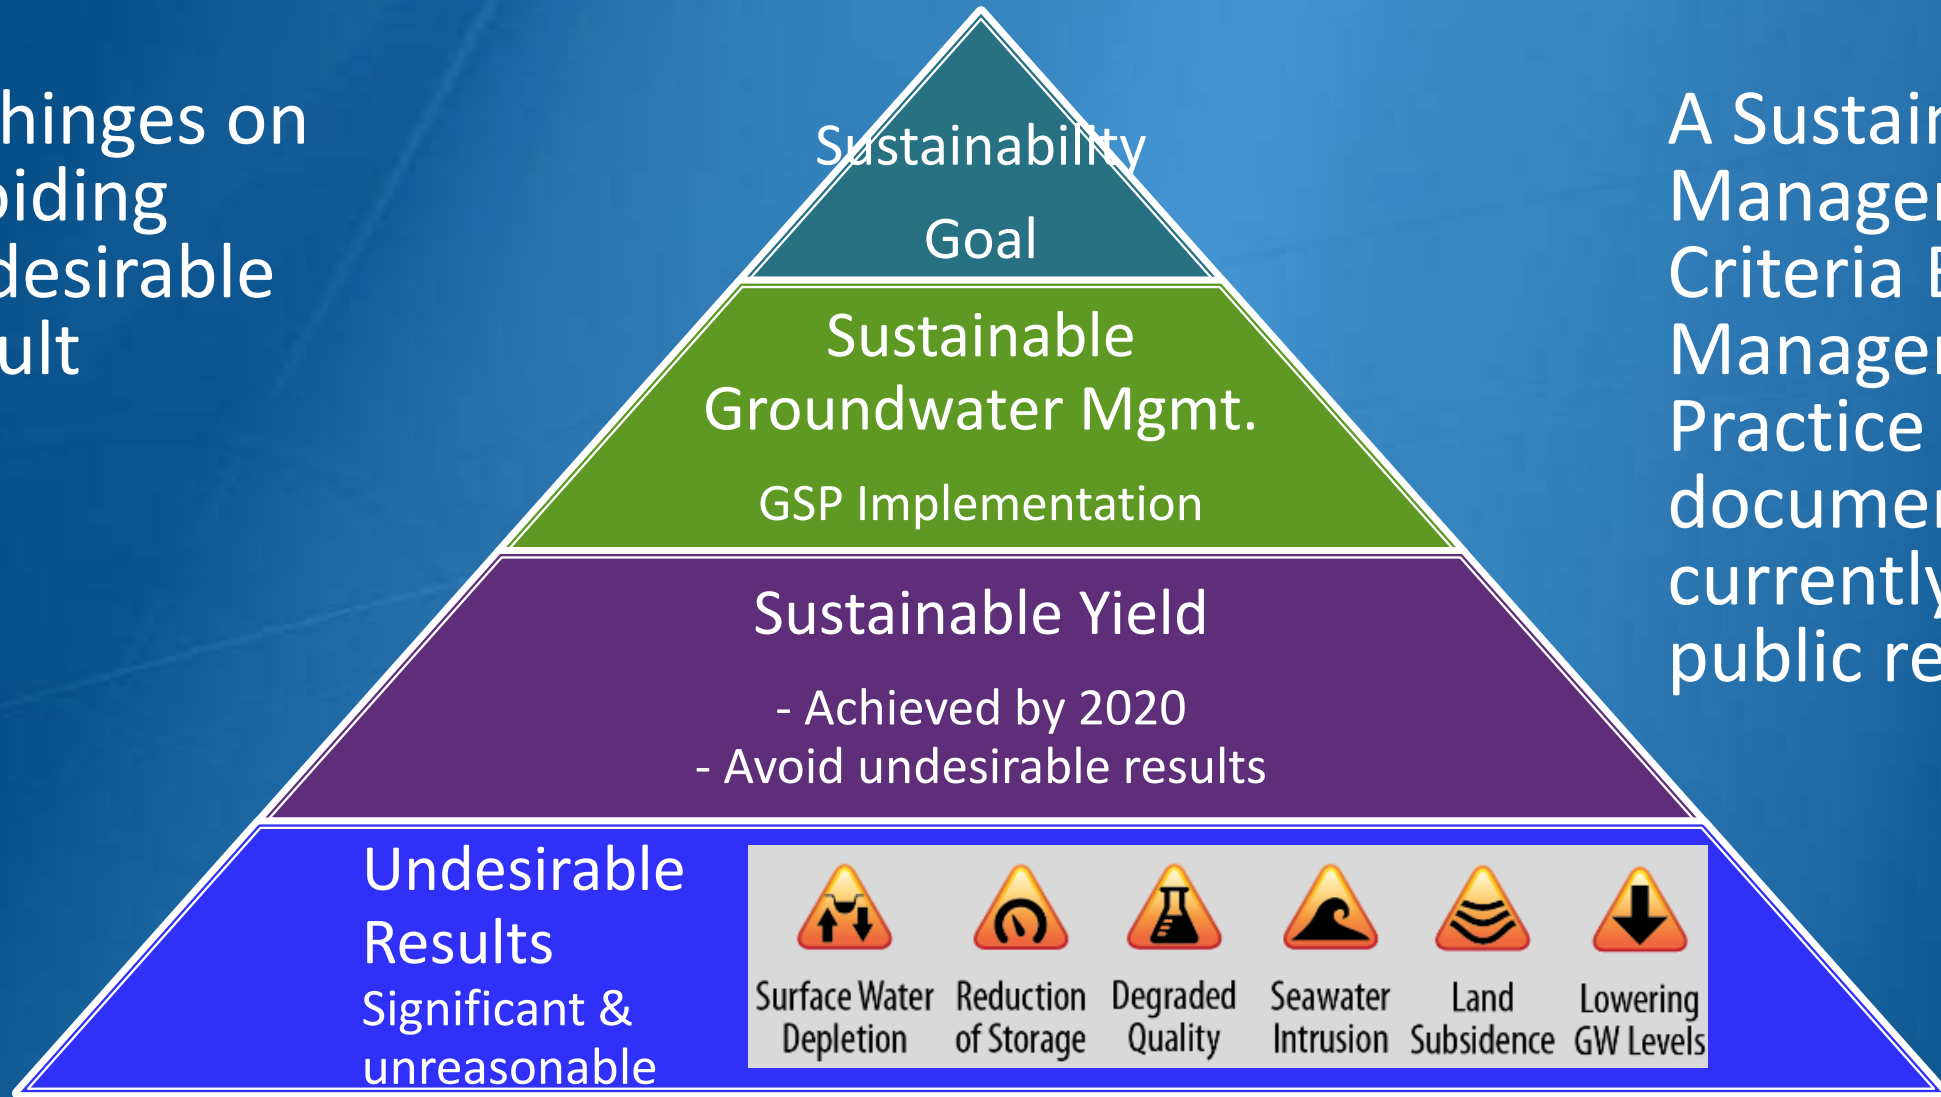 hinges on
oiding
desirable
ult
Sustainability
Goal
Sustainable
Groundwater Mgmt.
GSP Implementation
Sustainable Yield
- Achieved by 2020
- Avoid undesirable results
Undesirable
Results
Significant &
unreasonable
Surface Water
Depletion
Reduction
of Storage
Degraded
Quality
Seawater
Intrusion
Land
Subsidence
Lowering
GW Levels
A Sustain
Manage
Criteria
Manage
Practice
docume
currently
public re